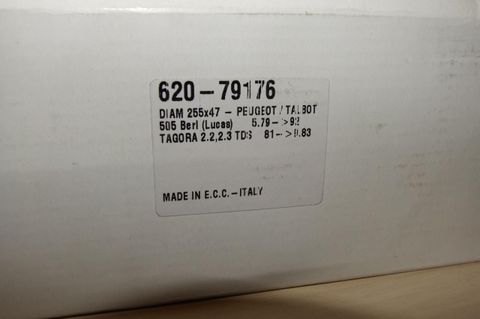 620-79176
DIAM 255x47 - PEUGEOT / TALBOT
505 Berl (Lucas) 5.79-->92
TAGORA 2.2,2.3 TDS 81--> .83
MADE IN E.C.C.-ITALY